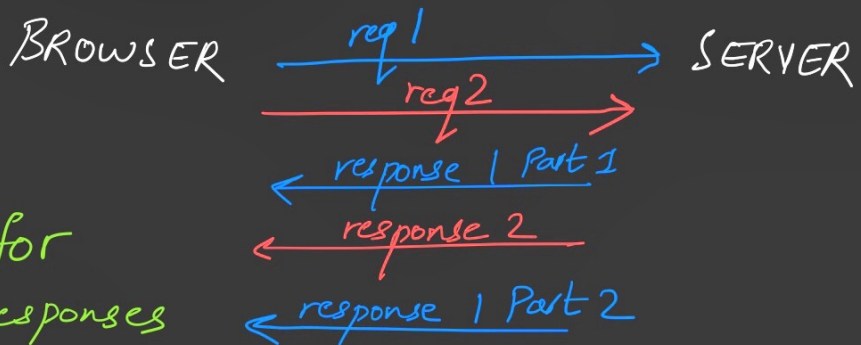 BROWSER req 1 SERVER
req 2
response 1 Part 1
for response 2
esponses response 1 Part 2